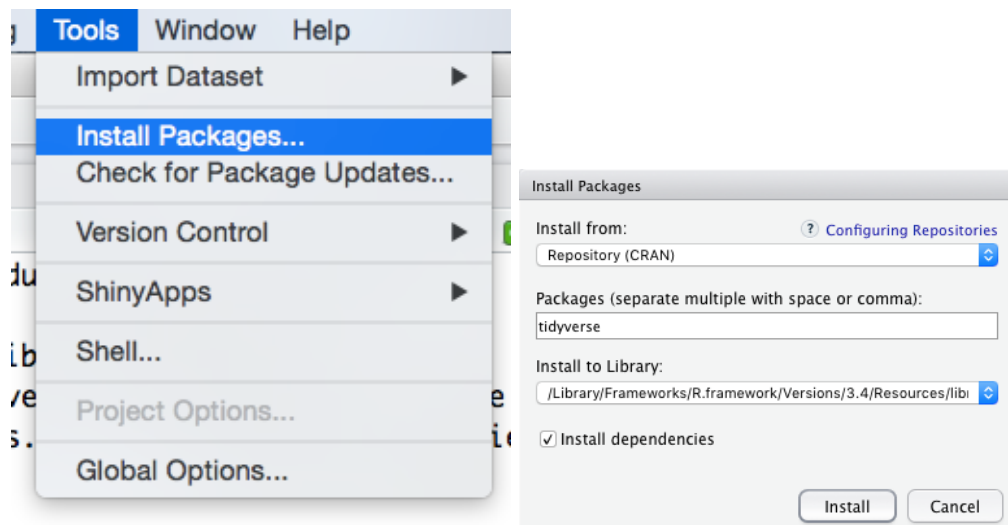 Tools Window Help
Import Dataset
Install Packages...
Check for Package Updates...
Version Control
ShinyApps
Shell...
Project Options...
Global Options...
Install Packages
Install from:
? Configuring Repositories
Repository (CRAN)
Packages (separate multiple with space or comma):
tidyverse
Install to Library:
/Library/Frameworks/R.framework/Versions/3.4/Resources/
Install dependencies
Install Cancel